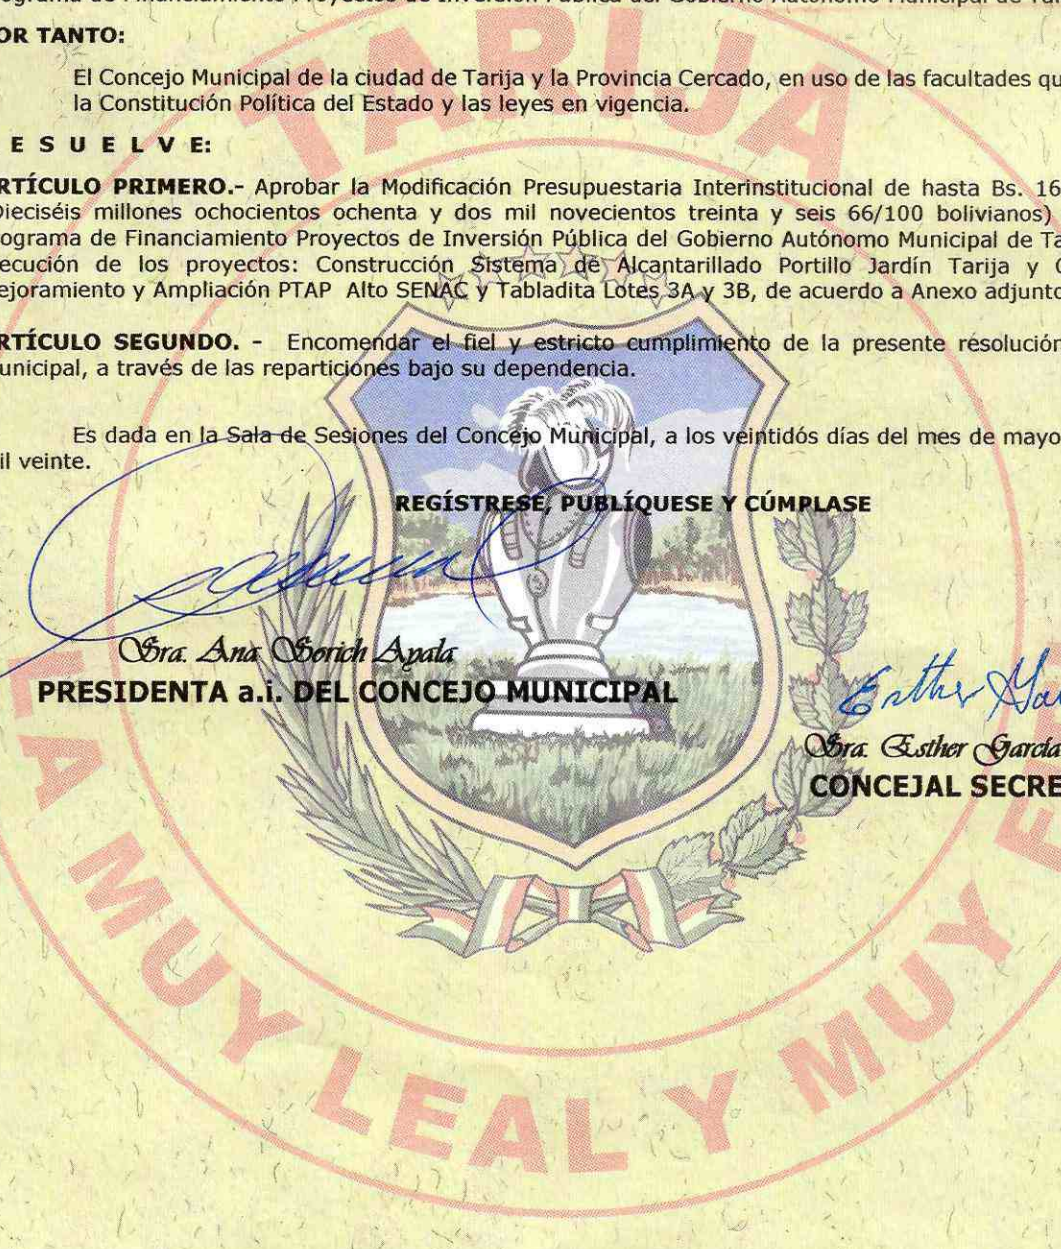 ograma de Financiamiento Proyectos de Inversión Pública del Gobierno Autónomo Municipal de Tar
OR TANTO:
El Concejo Municipal de la ciudad de Tarija y la Provincia Cercado, en uso de las facultades qu
la Constitución Política del Estado y las leyes en vigencia.
E S U E L V E:
RTÍCULO PRIMERO.- Aprobar la Modificación Presupuestaria Interinstitucional de hasta Bs. 16
Dieciséis millones ochocientos ochenta y dos mil novecientos treinta y seis 66/100 bolivianos)
ograma de Financiamiento Proyectos de Inversión Pública del Gobierno Autónomo Municipal de Ta
ecución de los proyectos: Construcción Sistema de Alcantarillado Portillo Jardín Tarija y C
ejoramiento y Ampliación PTAP Alto SENAC y Tabladita Lotes 3A y 3B, de acuerdo a Anexo adjunto
RTÍCULO SEGUNDO. - Encomendar el fiel y estricto cumplimiento de la presente resolución
unicipal, a través de las reparticiones bajo su dependencia.
Es dada en la Sala de Sesiones del Concejo Municipal, a los veintidós días del mes de mayo
il veinte.
REGÍSTRESE, PUBLÍQUESE Y CÚMPLASE
Sra. Ana Sorich Ayala
PRESIDENTA a.i. DEL CONCEJO MUNICIPAL
Esther Ga
Sra. Esther García
CONCEJAL SECRE
TARIJA
LA MUY LEAL Y MUY F